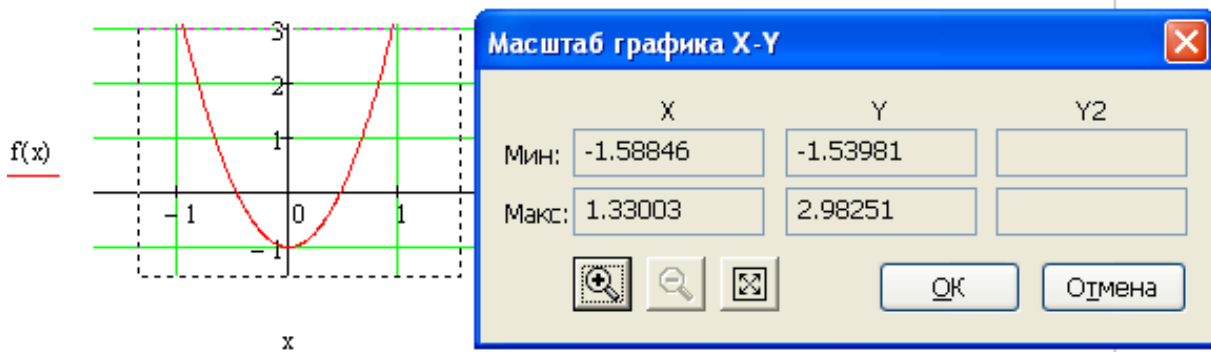 f(x)
3
2
1
-1
0
1
-1
x
Масштаб графика X-Y
X Y Y2
Мин: -1.58846 -1.53981
Макс: 1.33003 2.98251
ОК Отмена